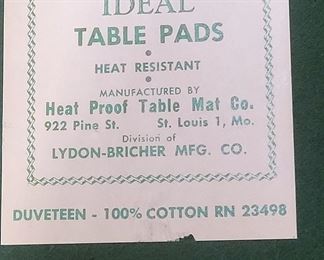 IDEAL
TABLE PADS
•
HEAT RESISTANT
•
MANUFACTURED BY
Heat Proof Table Mat Co.
922 Pine St. St. Louis 1, Mo.
Division of
LYDON-BRICHER MFG. CO.
DUVETEEN - 100% COTTON RN 23498